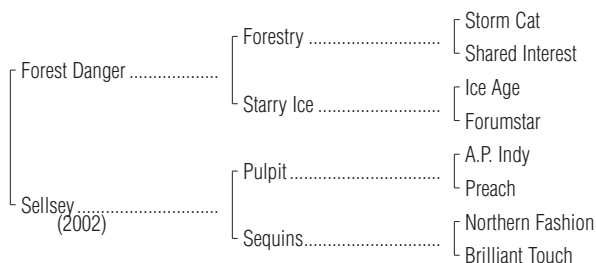 Storm Cat
Forestry
Shared Interest
Forest Danger
Ice Age
Starry Ice
Forumstar
A.P. Indy
Pulpit
Preach
Sellsey
(2002)
Northern Fashion
Sequins
Brilliant Touch